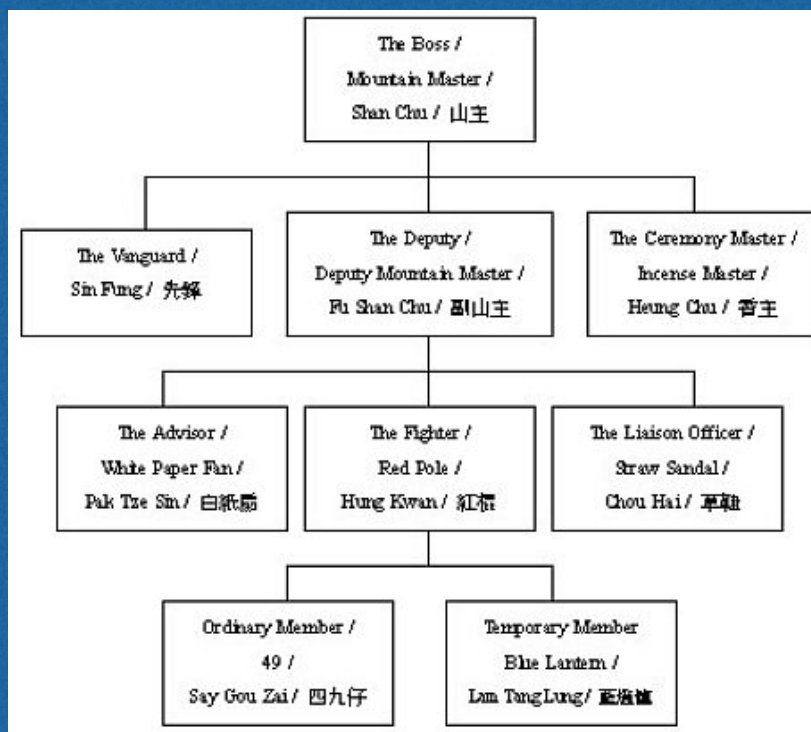 The Boss /
Mountain Master /
Shan Chu / 山主
The Vanguard /
Sin Fung / 先鋒
The Deputy /
Deputy Mountain Master /
Fu Shan Chu / 副山主
The Ceremony Master /
Incense Master /
Heung Chu / 香主
The Advisor /
White Paper Fan /
Pak Tze Sin / 白紙扇
The Fighter /
Red Pole /
Hung Kwan / 紅棍
The Liaison Officer /
Straw Sandal /
Chou Hai / 草鞋
Ordinary Member /
49 /
Say Gou Zai / 四九仔
Temporary Member
Blue Lantern /
Lam Tang Lung /